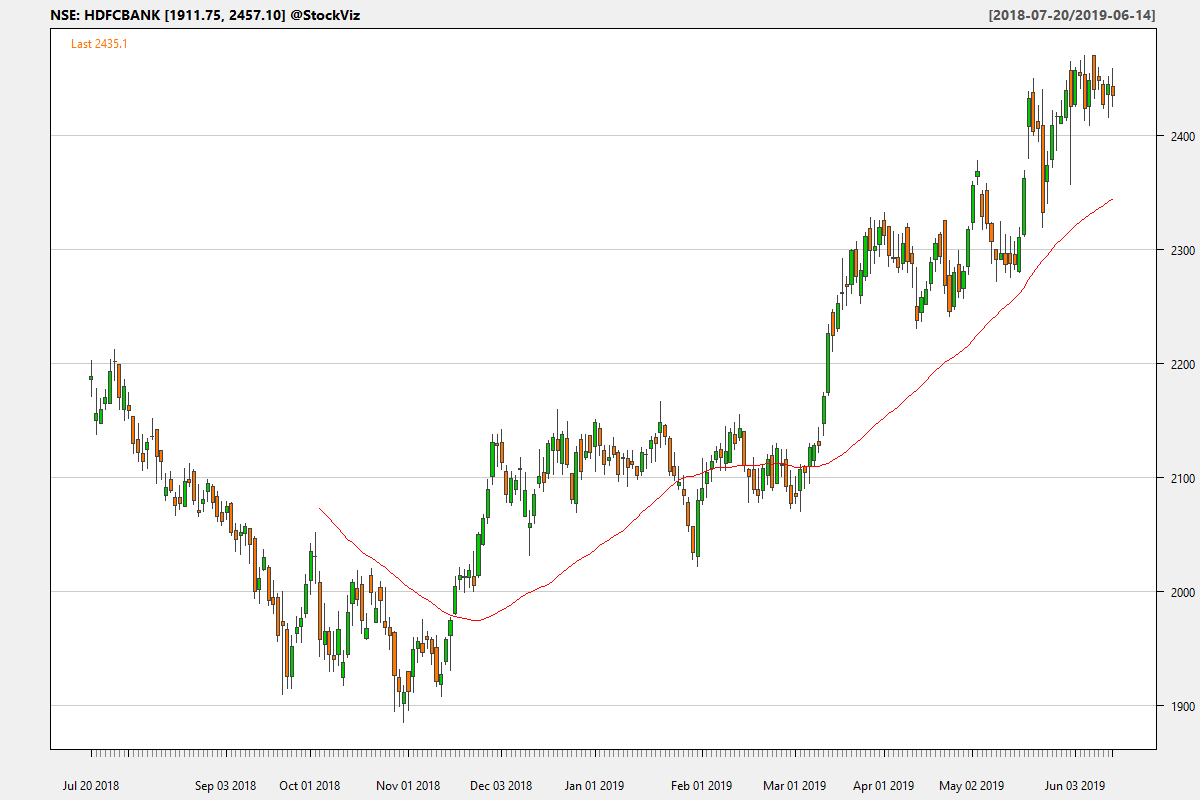 NSE: HDFCBANK [1911.75, 2457.10] @StockViz [2018-07-20/2019-06-14]
Last 2435.1
2400
2300
2200
2100
2000
1900
Jul 20 2018 Sep 03 2018 Oct 01 2018 Nov 01 2018 Dec 03 2018 Jan 01 2019 Feb 01 2019 Mar 01 2019 Apr 01 2019 May 02 2019 Jun 03 2019